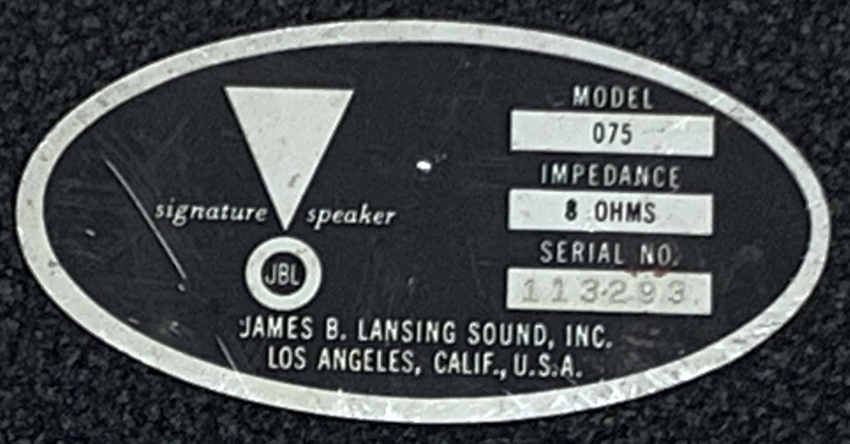 MODEL
075
IMPEDANCE
8 OHMS
signature speaker
SERIAL NO.
JBL
113293
JAMES B. LANSING SOUND, INC.
LOS ANGELES, CALIF., U.S.A.